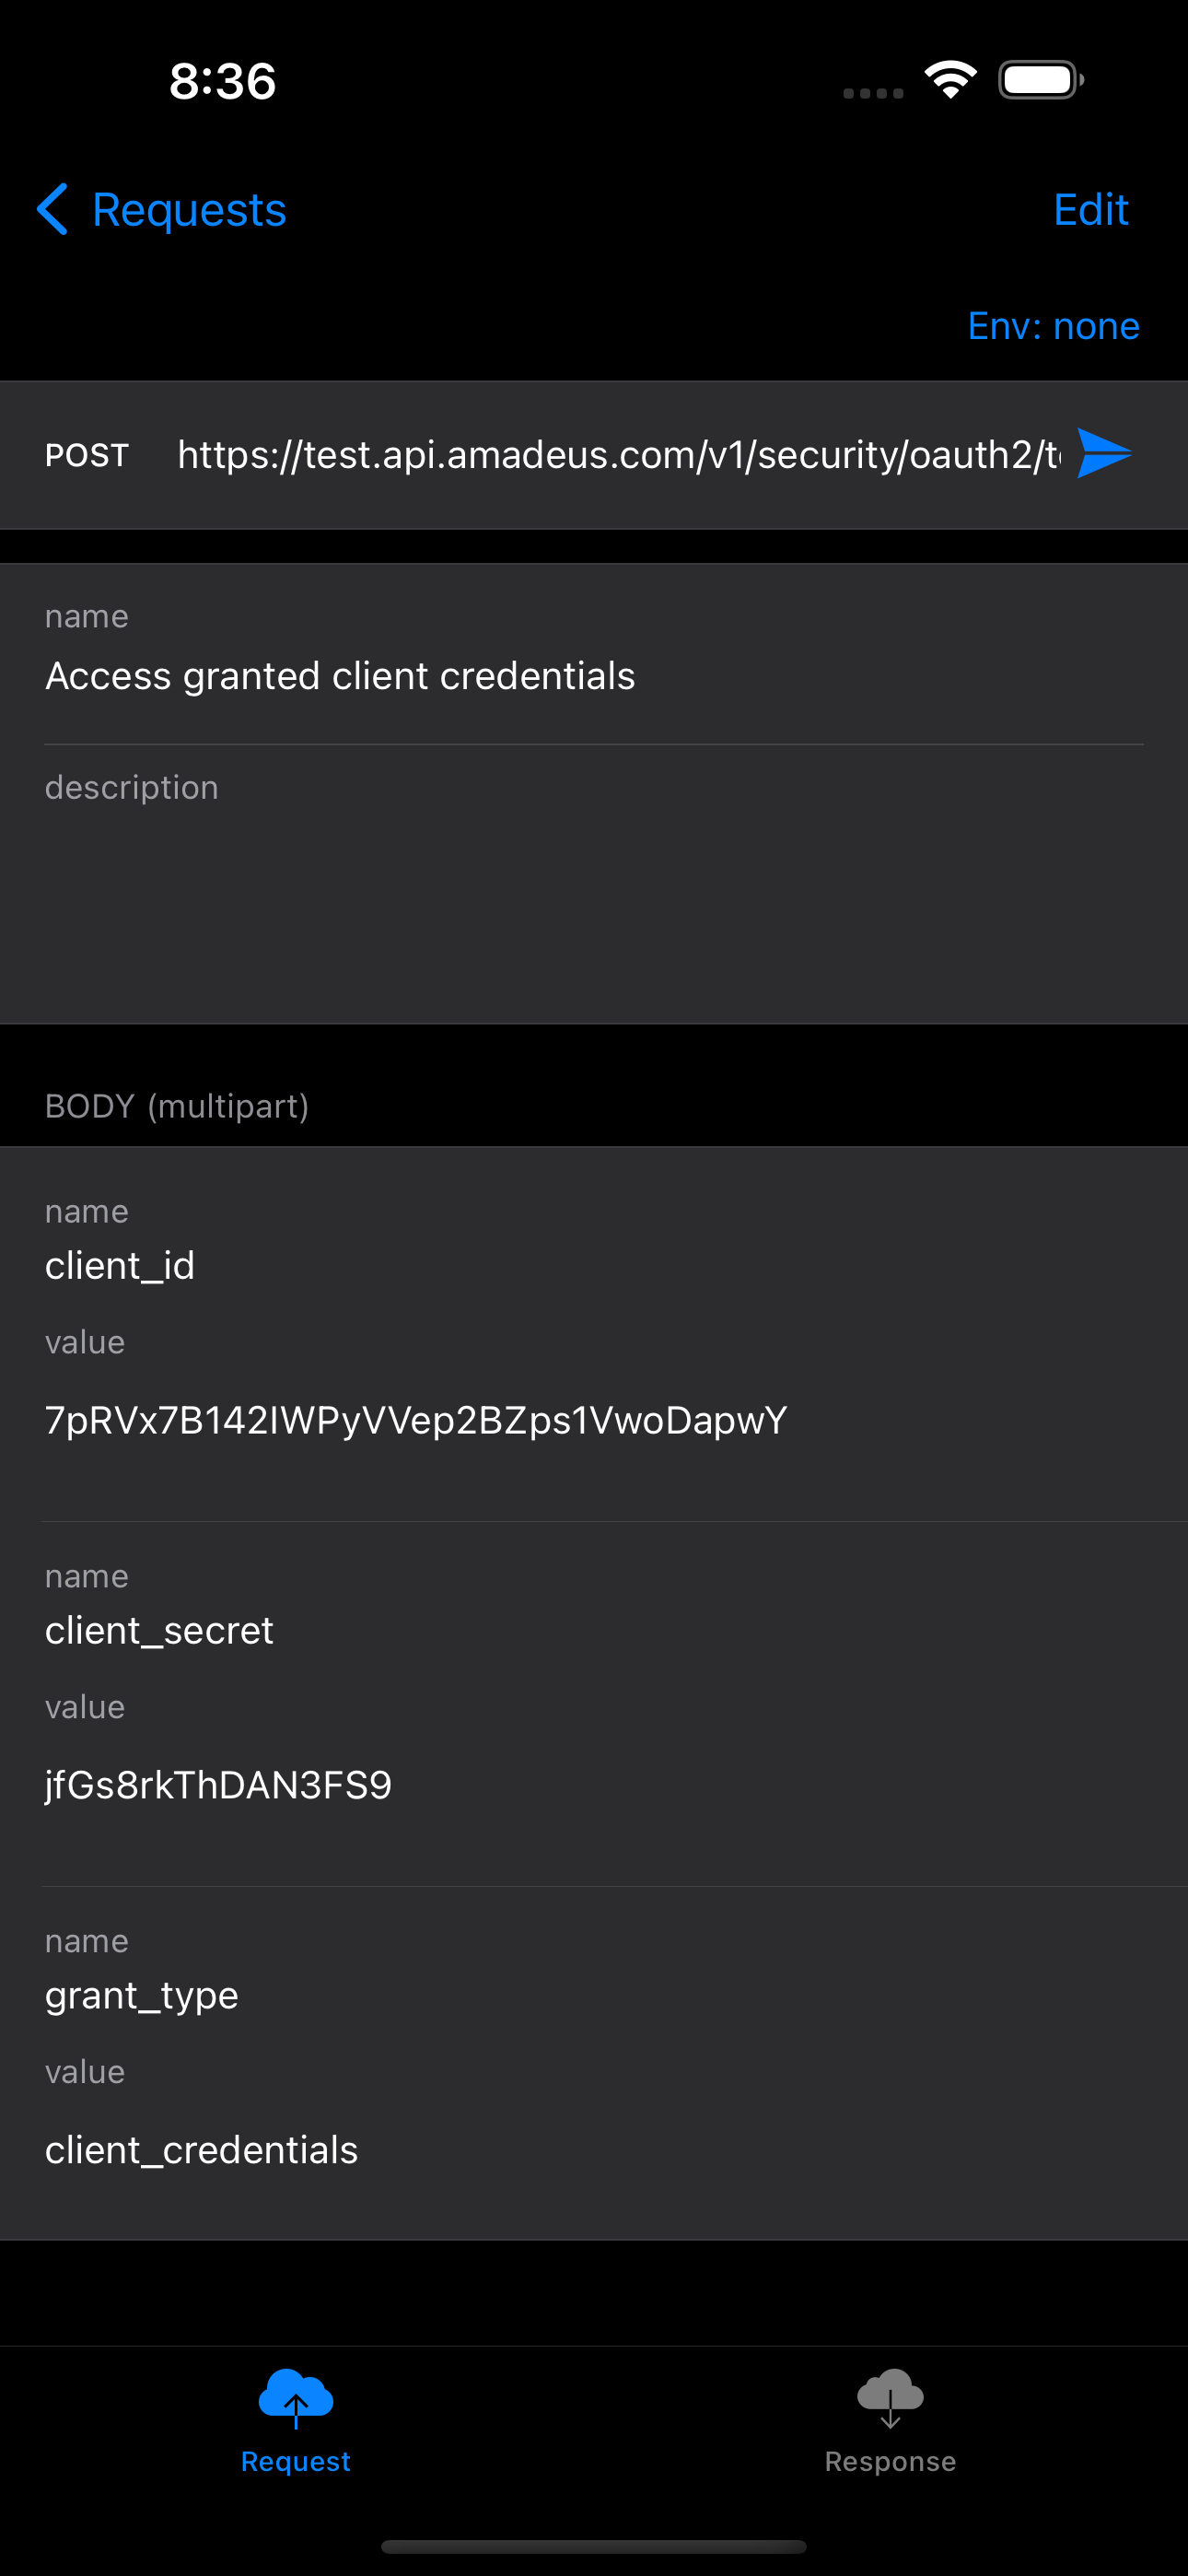 8:36
Requests
Edit
Env: none
POST https://test.api.amadeus.com/v1/security/oauth2/t
name
Access granted client credentials
description
BODY (multipart)
name
client_id
value
7pRVx7B142IWPyVVep2BZps1VwoDapwY
name
client_secret
value
jfGs8rkThDAN3FS9
name
grant_type
value
client_credentials
Request
Response